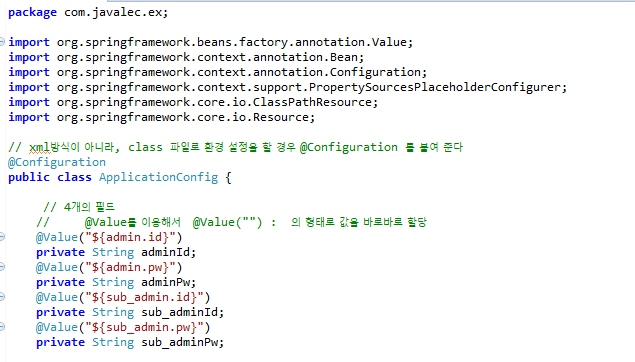 package com.javalec.ex;
import org.springframework.beans.factory.annotation.Value;
import org.springframework.context.annotation.Bean;
import org.springframework.context.annotation.Configuration;
import org.springframework.context.support.PropertySourcesPlaceholderConfigurer;
import org.springframework.core.io.ClassPathResource;
import org.springframework.core.io.Resource;
// xml방식이 아니라, class 파일로 환경 설정을 할 경우 @Configuration 를 붙여 준다
@Configuration
public class ApplicationConfig {
// 4개의 필드
// @Value를 이용해서 @Value("") : 의 형태로 값을 바로바로 할당
@Value("${admin.id}")
private String adminId;
@Value("${admin.pw}")
private String adminPw;
@Value("${sub_admin.id}")
private String sub_adminId;
@Value("${sub_admin.pw}")
private String sub_adminPw;